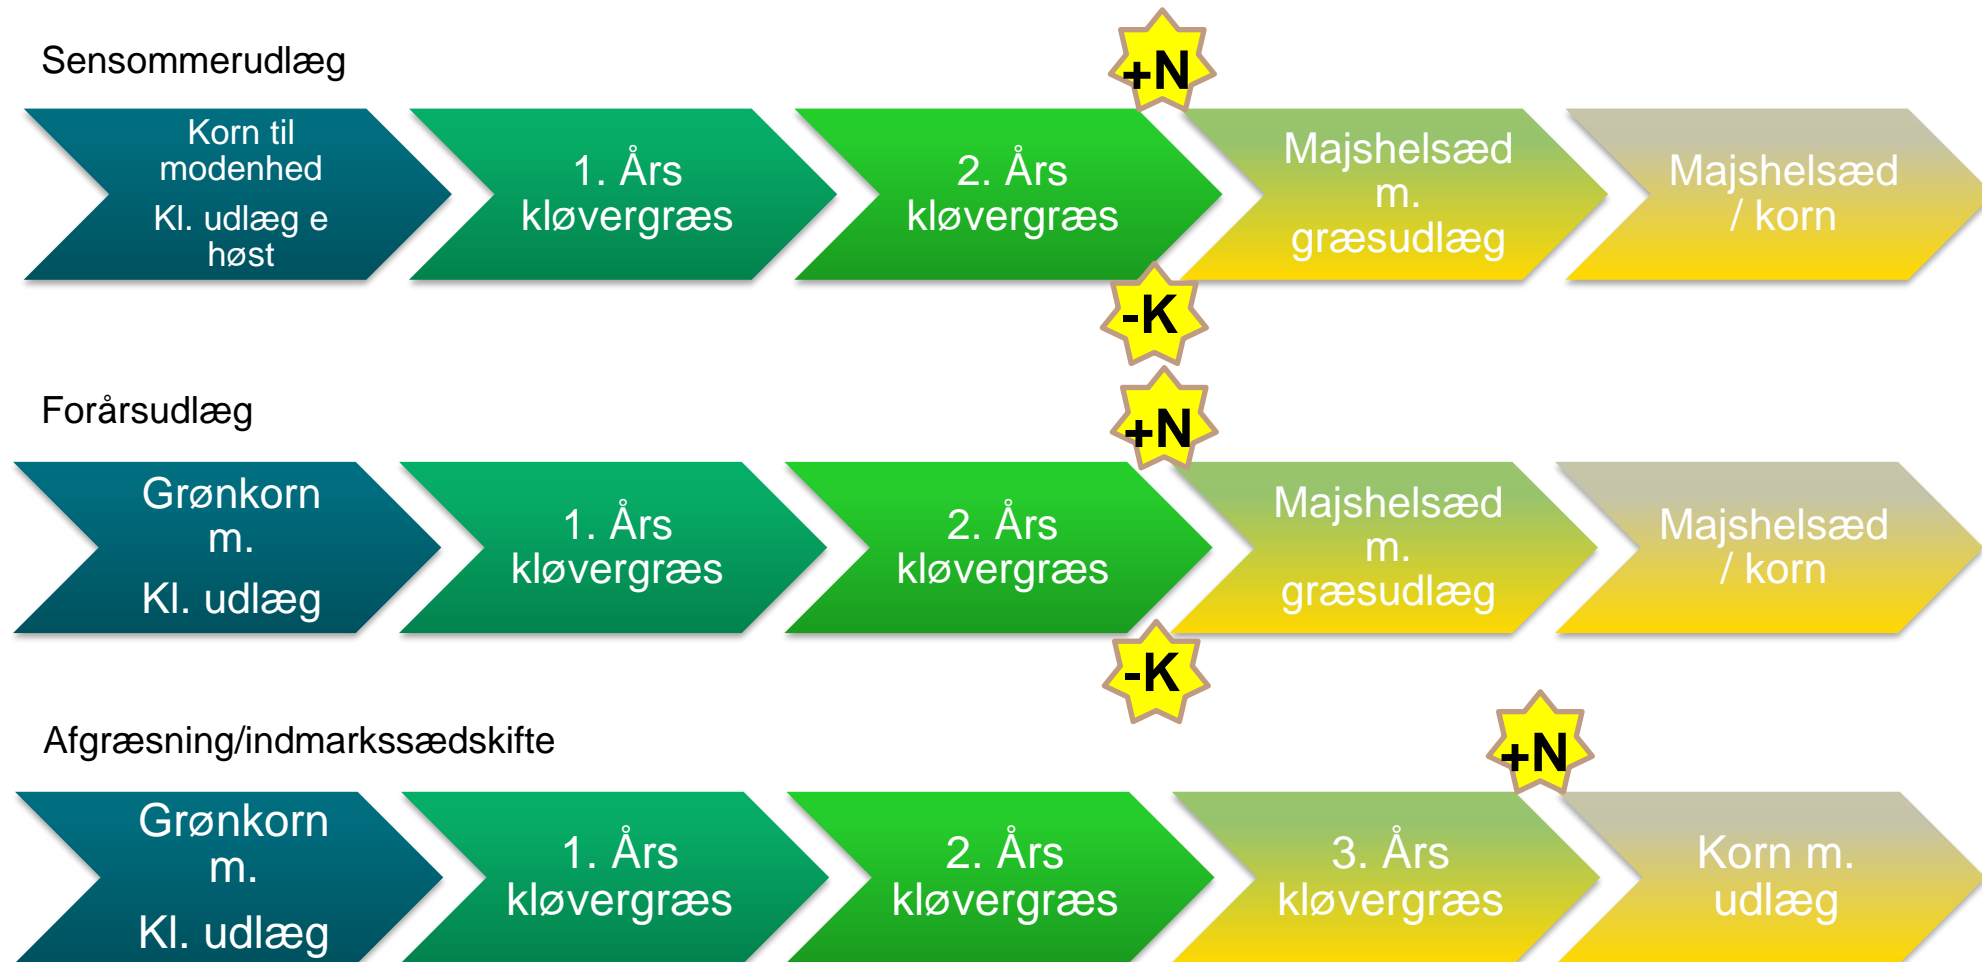 Sensommerudlæg
+N
Korn til
modenhed
Kl. udlæg e
høst
1. Års
kløvergræs
2. Års
kløvergræs
Majshelsæd
m.
græsudlæg
Majshelsæd
/ korn
-K
Forårsudlæg
+N
Grønkorn
m.
Kl. udlæg
1. Års
kløvergræs
2. Års
kløvergræs
Majshelsæd
m.
græsudlæg
Majshelsæd
/ korn
-K
Afgræsning/indmarkssædskifte
+N
Grønkorn
m.
Kl. udlæg
1. Års
kløvergræs
2. Års
kløvergræs
3. Års
kløvergræs
Korn m.
udlæg